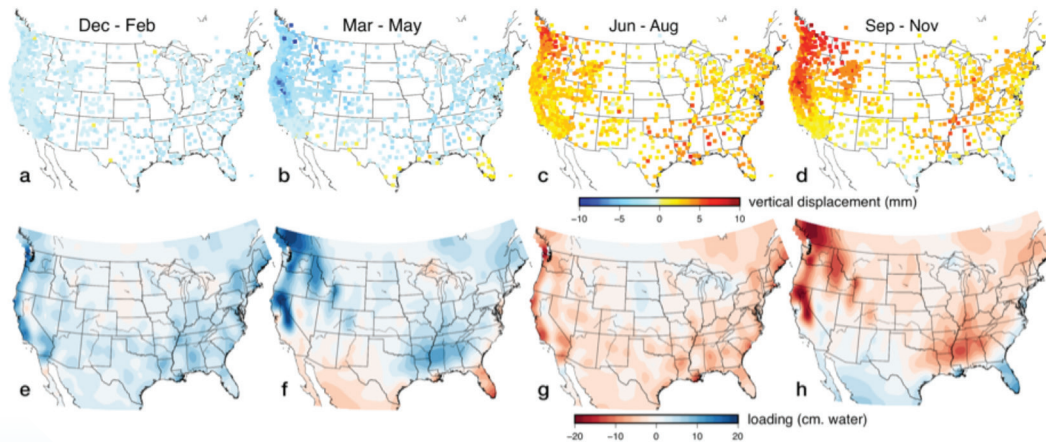 Dec - Feb
Mar - May
Jun - Aug
Sep - Nov
a
b
c
d
vertical displacement (mm)
-10 -5 0 5 10
e
f
g
h
loading (cm. water)
-20 -10 0 10 20